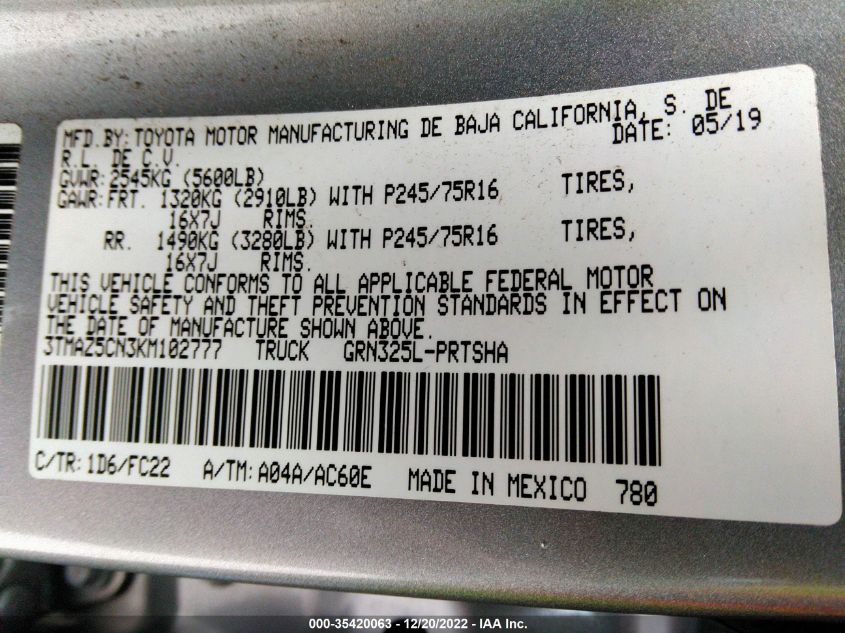 MFD.BY: TOYOTA MOTOR MANUFACTURING DE BAJA CALIFORNIA, S. DE
R.L. DE C.V. DATE: 05/19
GVWR: 2545KG (5600LB)
GAWR: FRT. 1320KG (2910LB) WITH P245/75R16 TIRES,
16X7J RIMS.
RR. 1490KG (3280LB) WITH P245/75R16 TIRES,
16X7J RIMS.
THIS VEHICLE CONFORMS TO ALL APPLICABLE FEDERAL MOTOR
VEHICLE SAFETY AND THEFT PREVENTION STANDARDS IN EFFECT ON
THE DATE OF MANUFACTURE SHOWN ABOVE.
3TMAZ5CN3KM102777 TRUCK GRN325L-PRTSHA
C/TR: 1D6/FC22 A/TM: A04A/AC60E MADE IN MEXICO 780
000-35420063 - 12/20/2022 - IAA Inc.